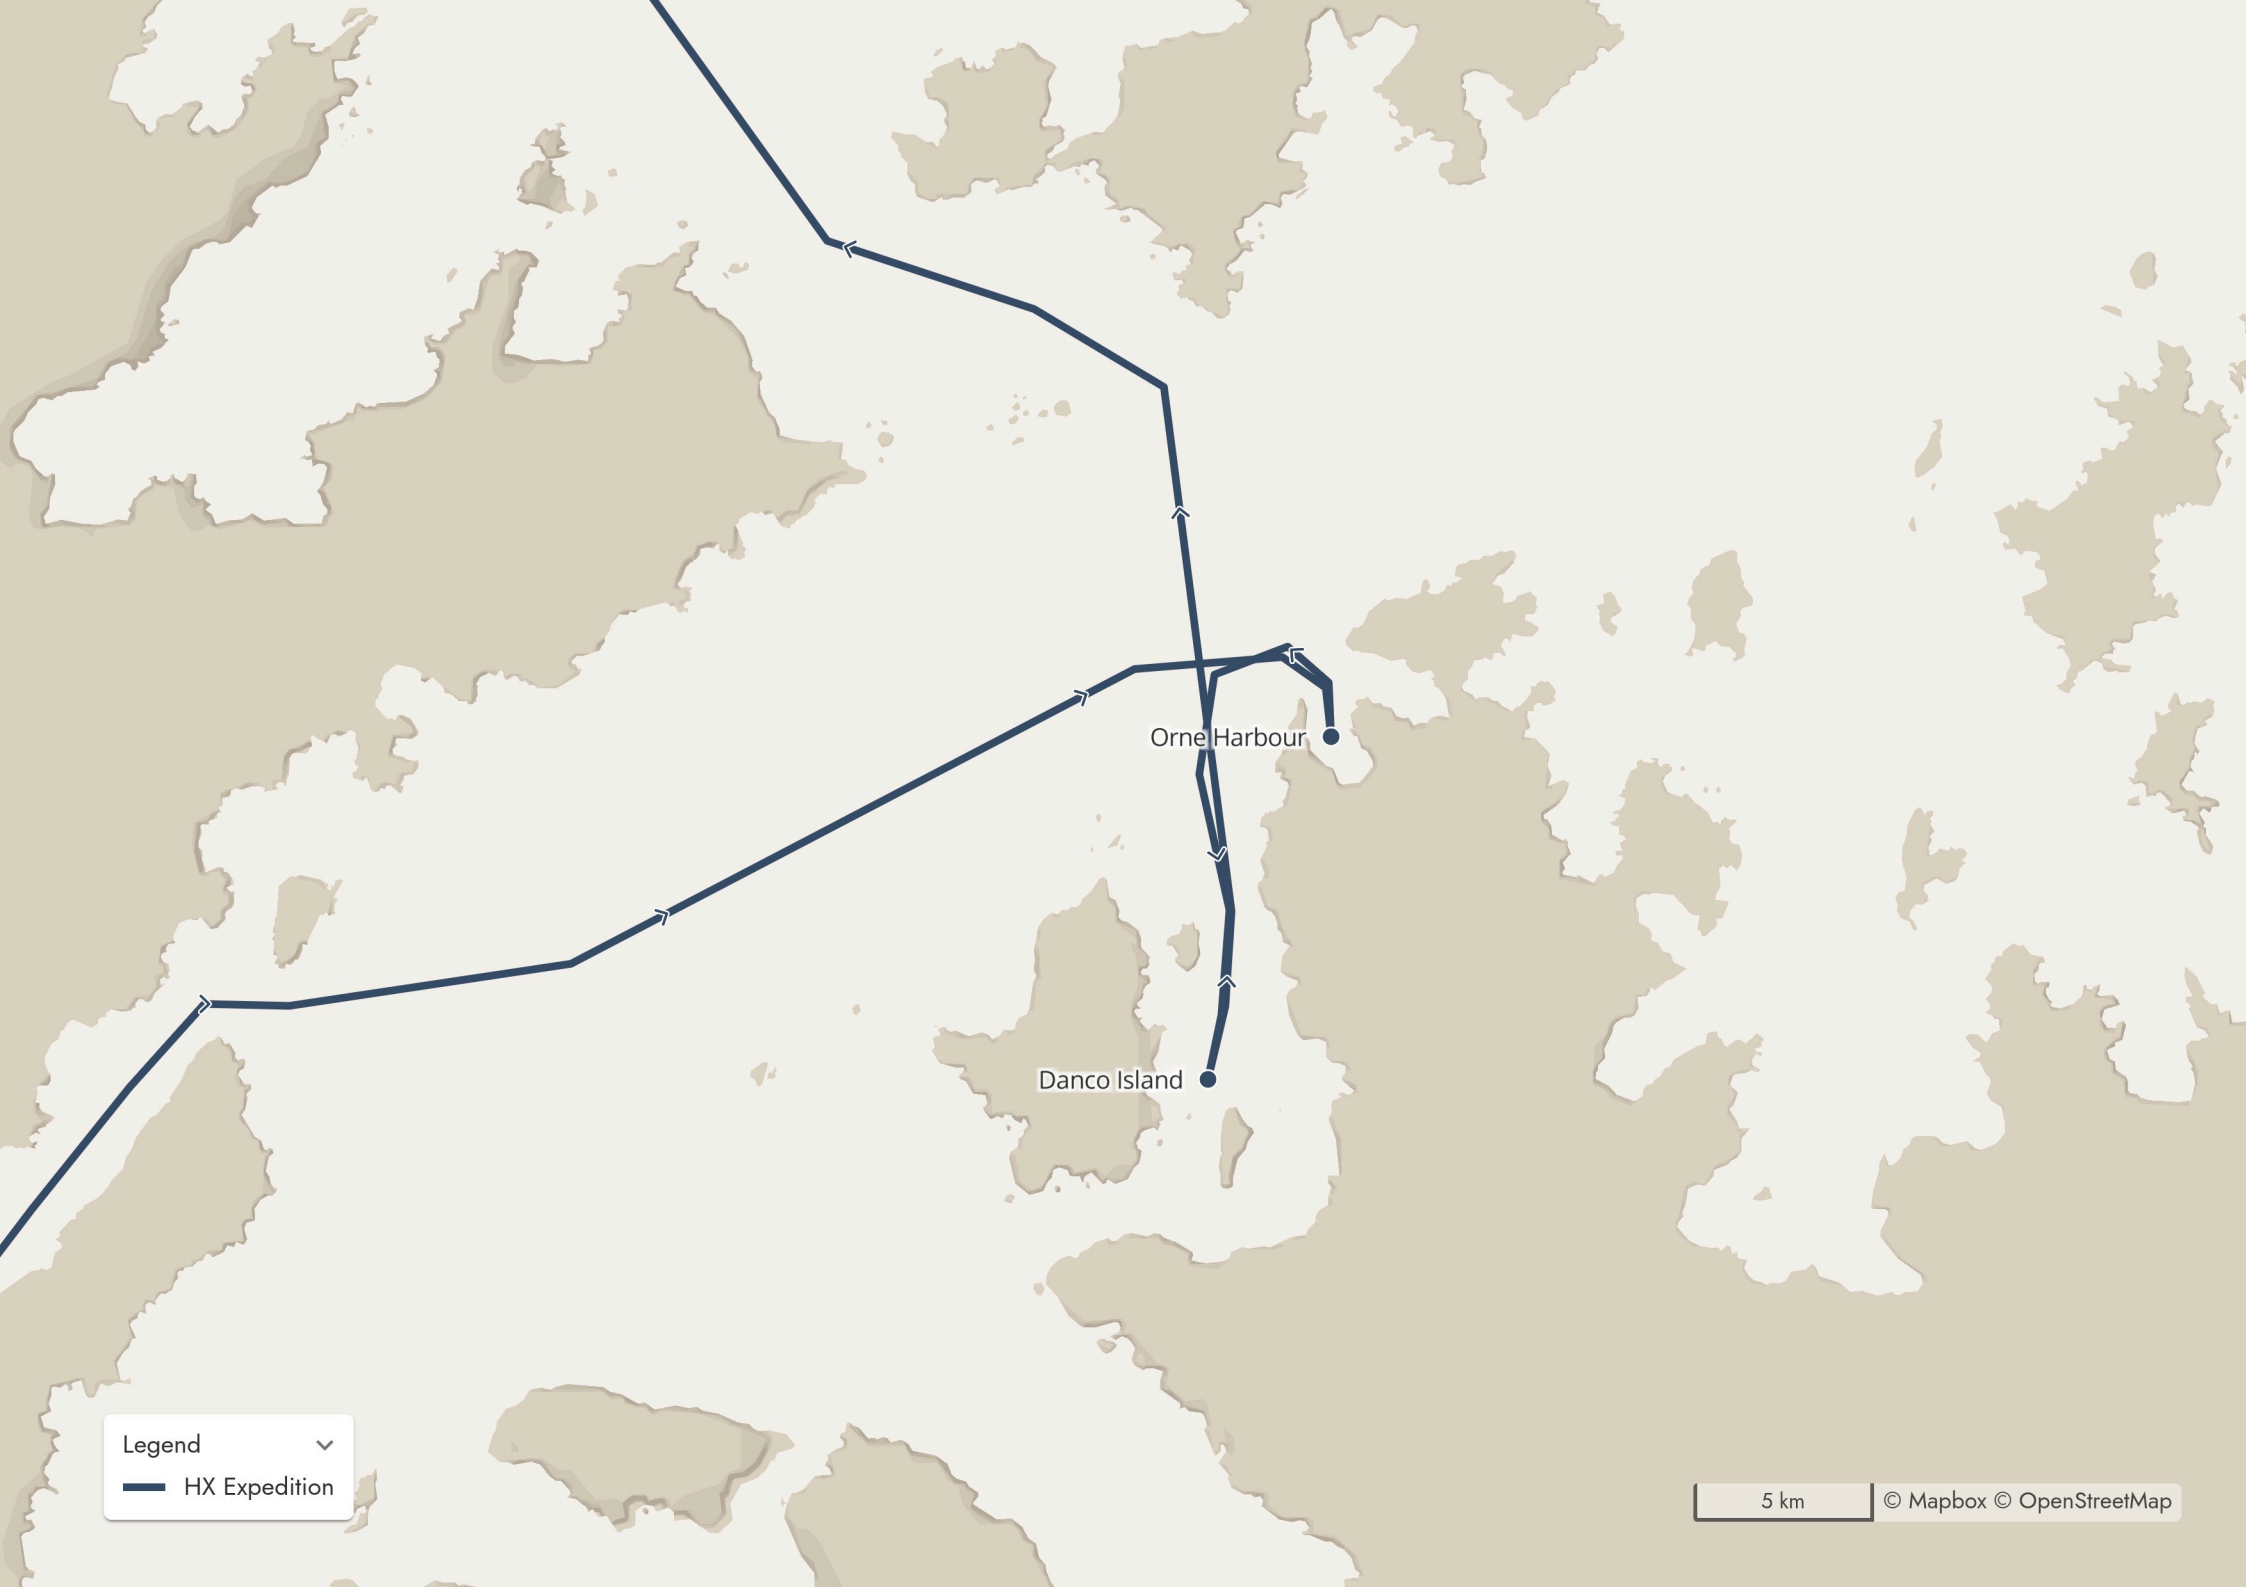 Orne Harbour
Danco Island
Legend
HX Expedition
5 km
© Mapbox © OpenStreetMap